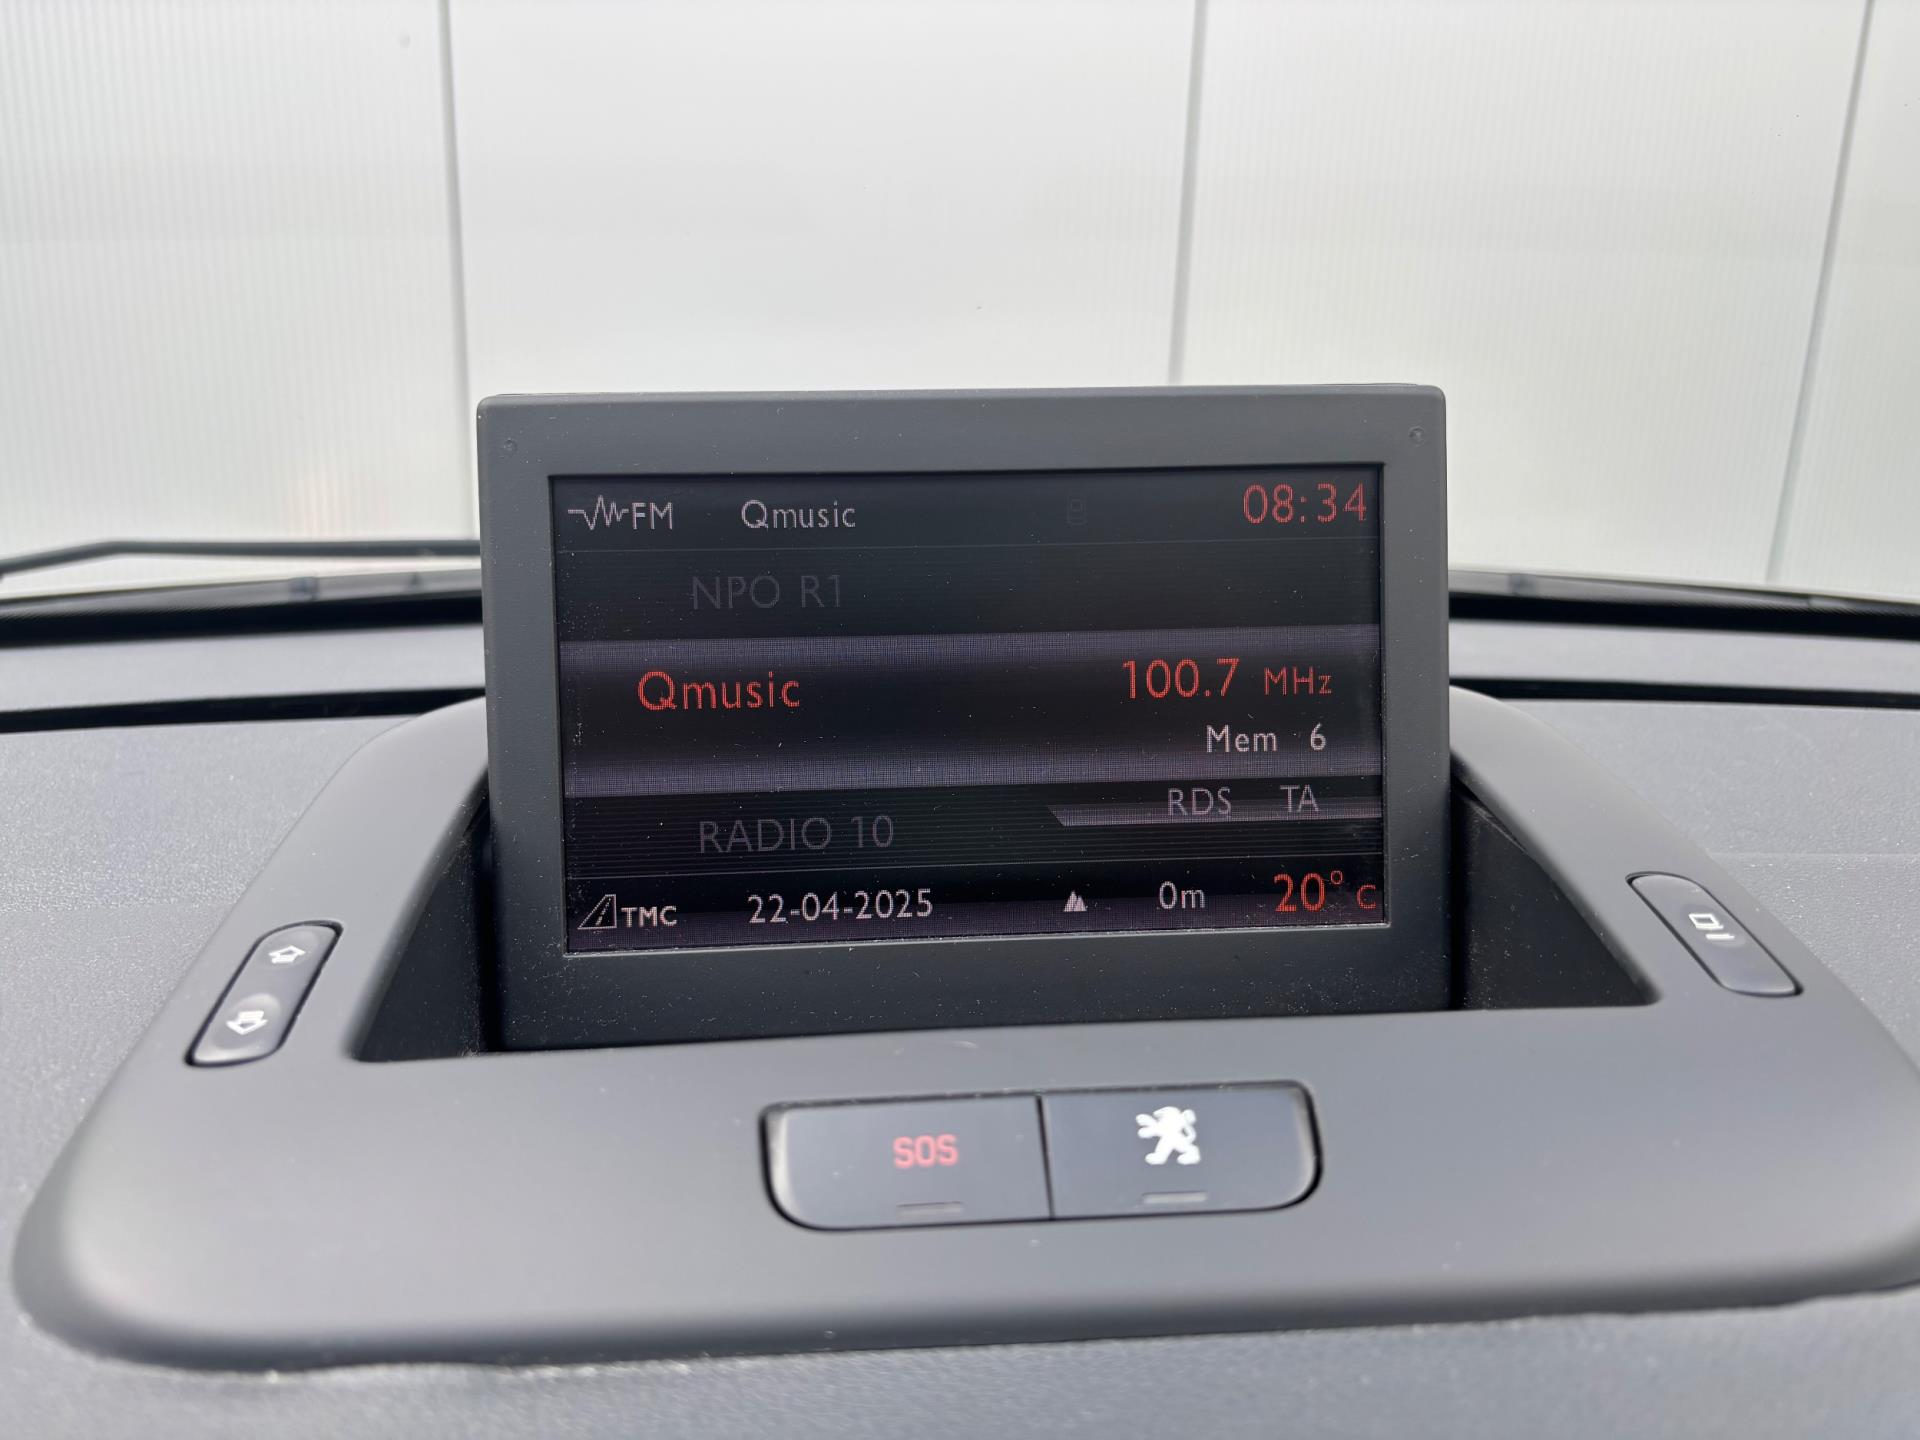 FM Qmusic 08:34
NPO R1
Qmusic 100.7 MHz
Mem 6
RDS TA
RADIO 10
TMC 22-04-2025 0m 20° C
SOS